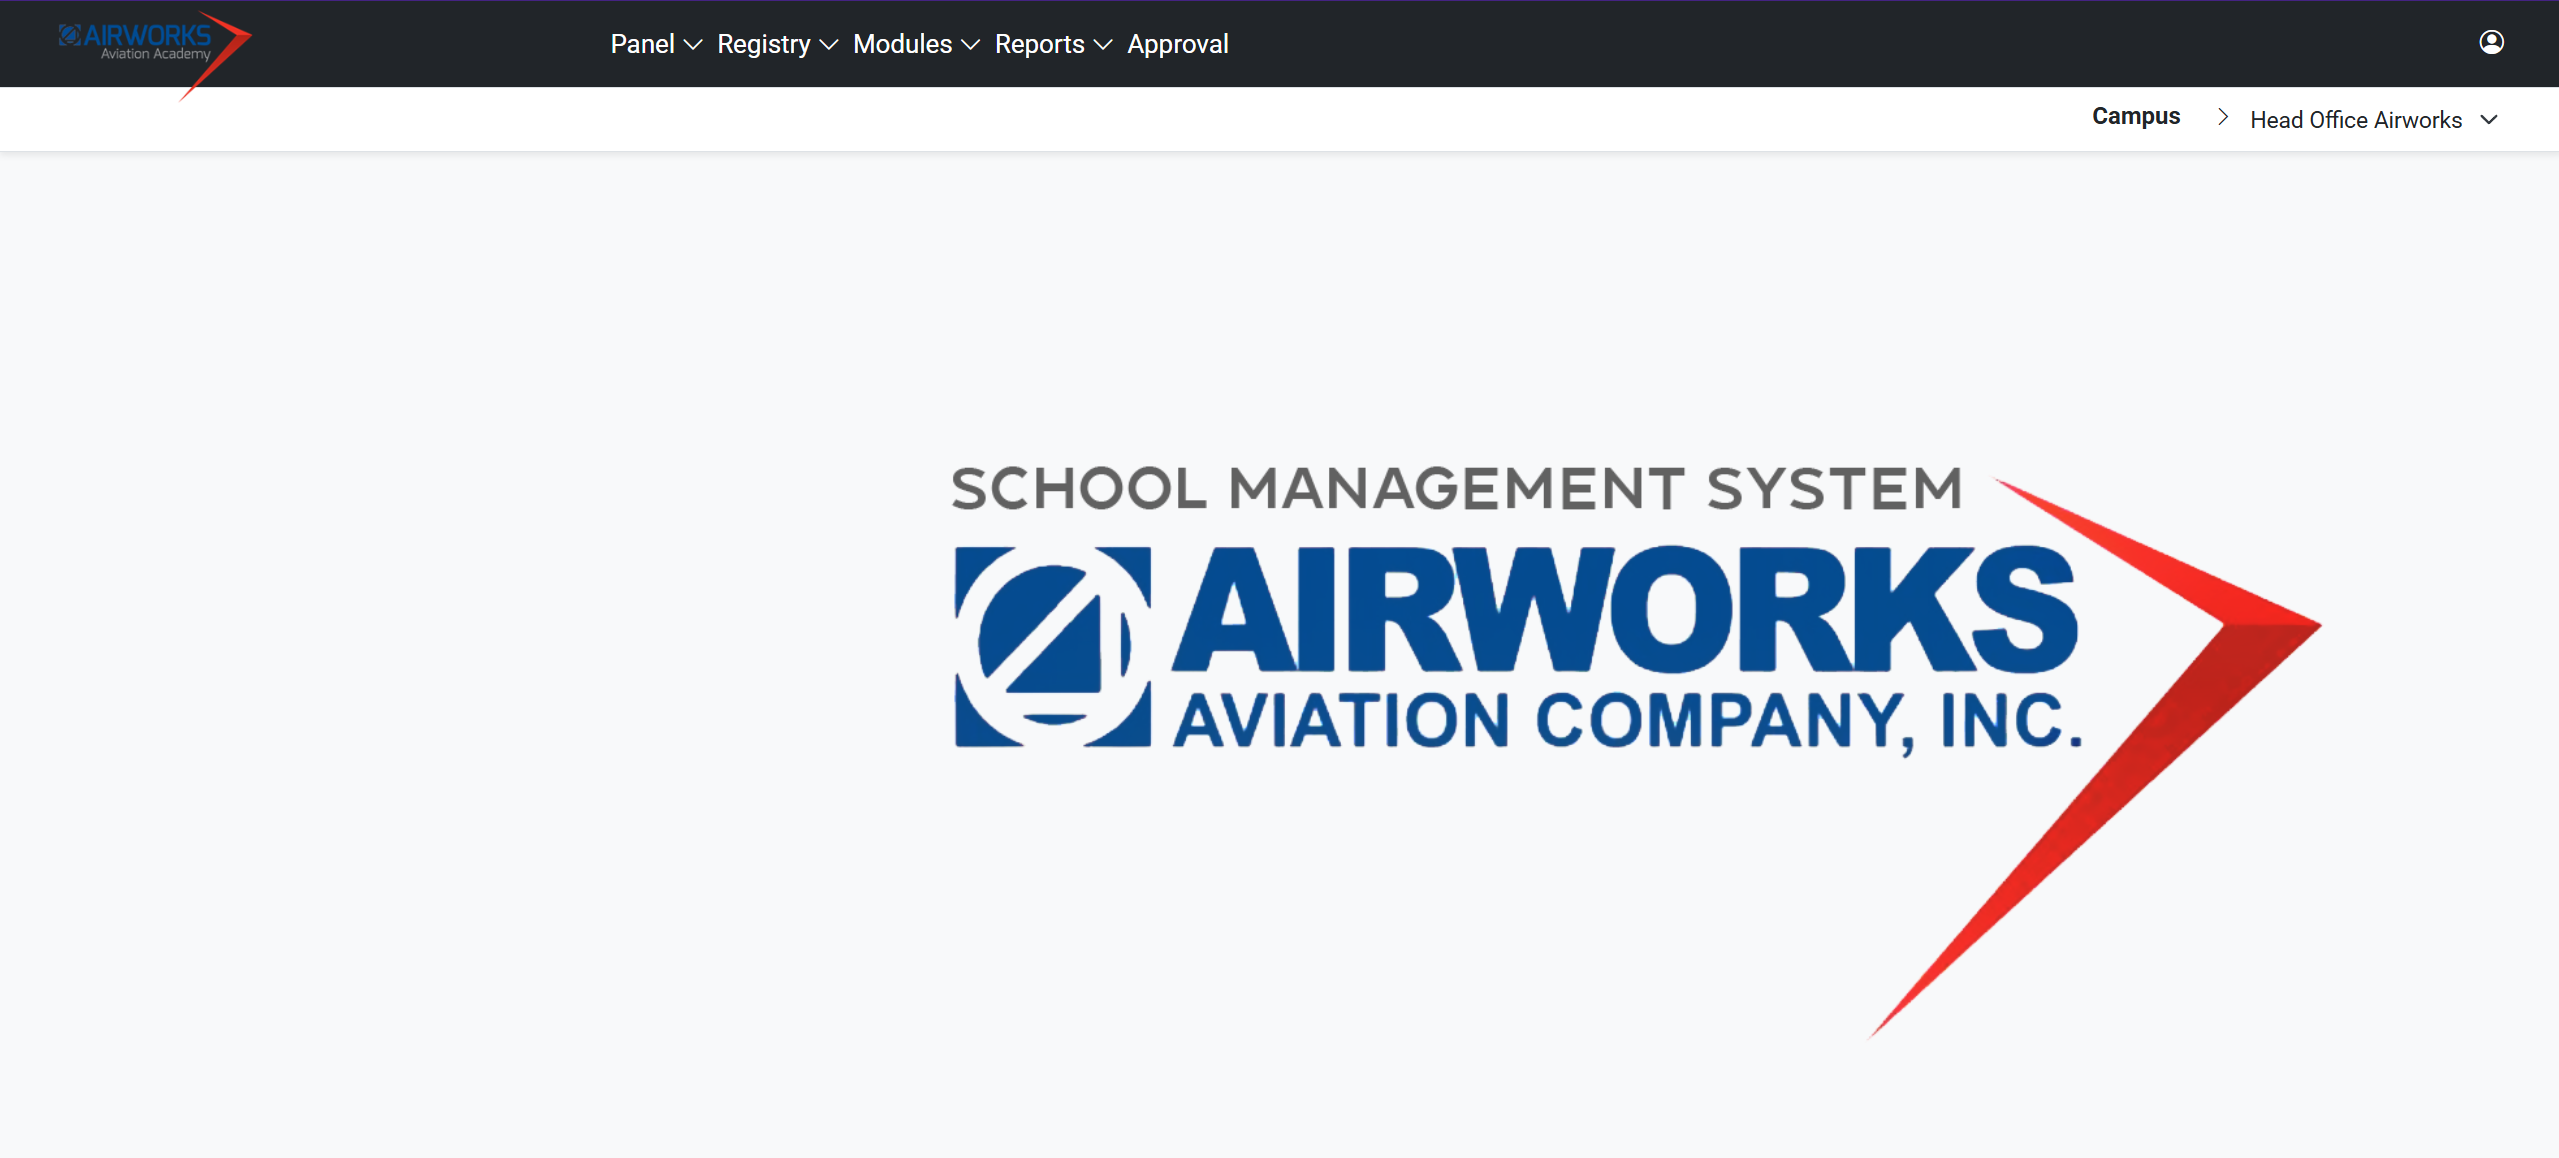 AIRWORKS
Aviation Academy
Panel Registry Modules Reports Approval
Campus Head Office Airworks
SCHOOL MANAGEMENT SYSTEM
AIRWORKS
AVIATION COMPANY, INC.